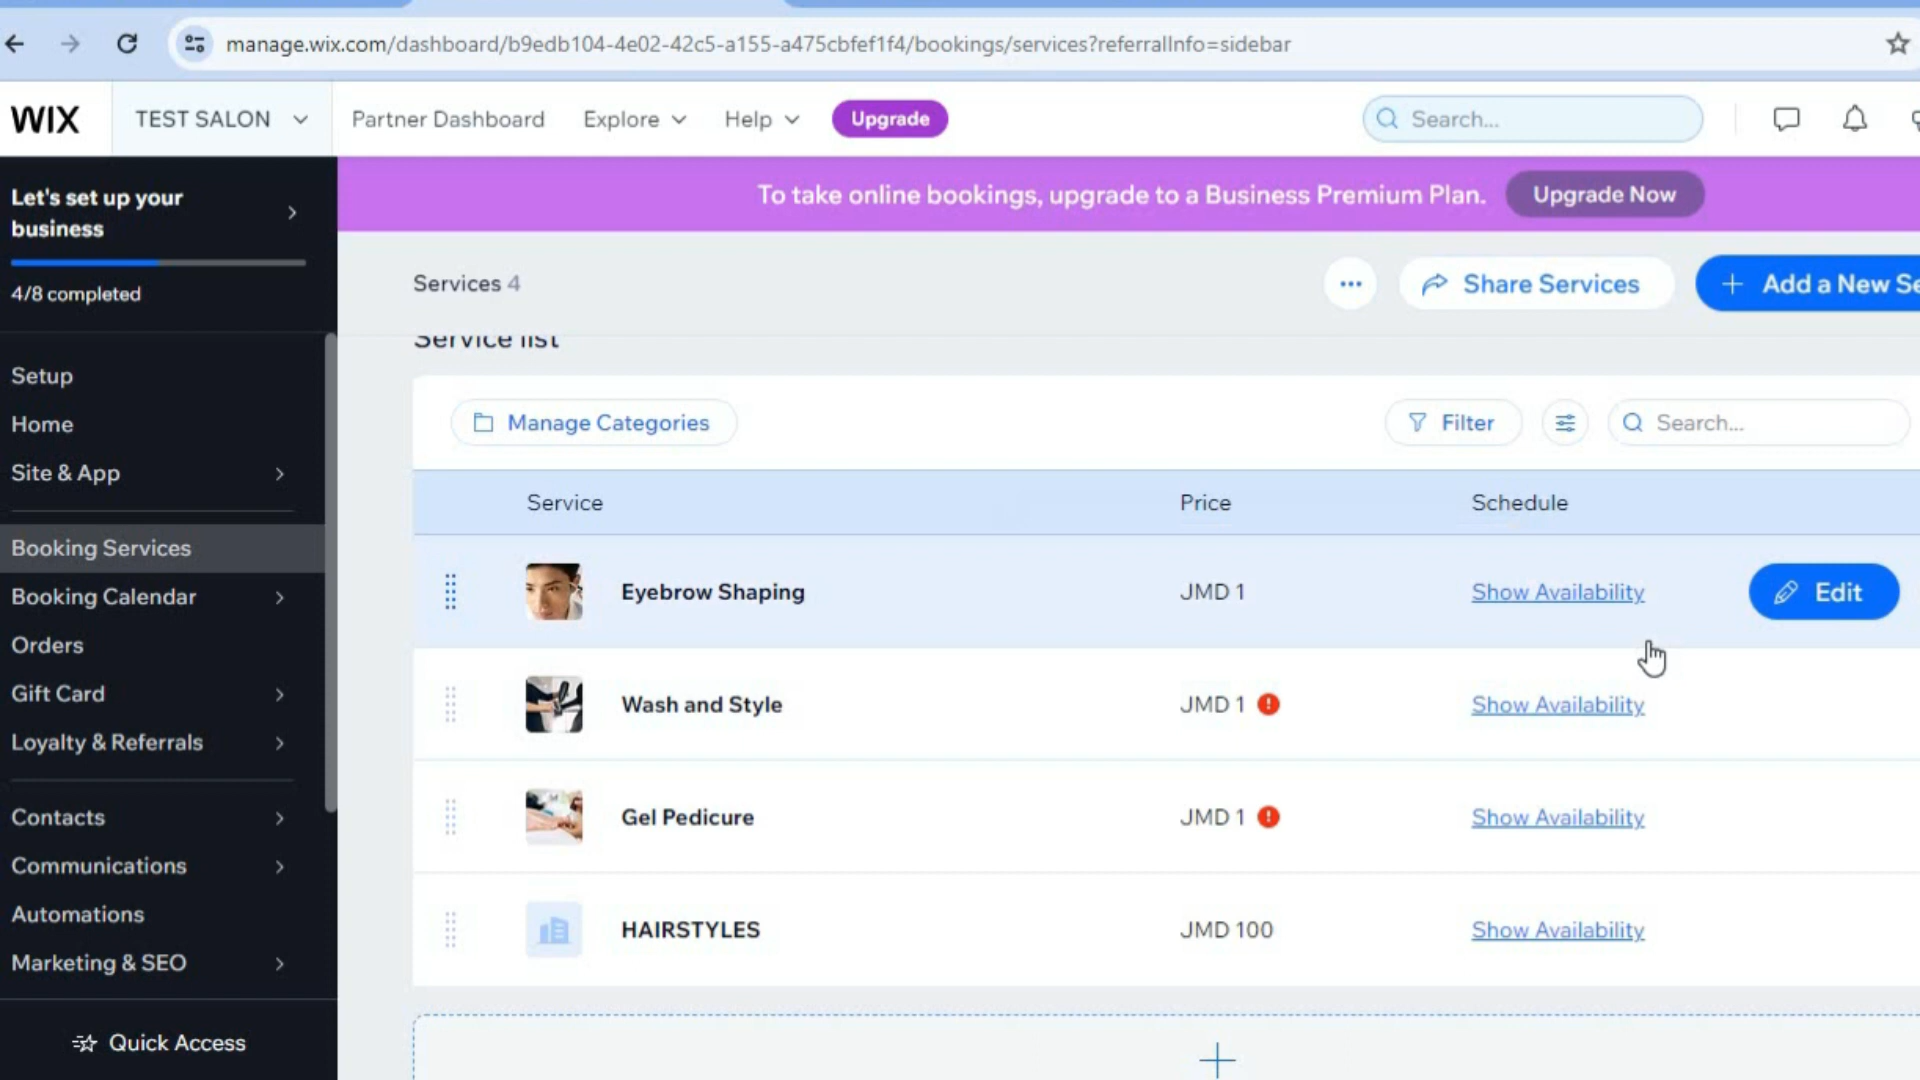 manage.wix.com/dashboard/b9edb104-4e02-42c5-a155-a475cbfef1f4/bookings/services?referralInfo=sidebar
WIX
TEST SALON
Partner Dashboard
Explore
Help
Upgrade
Search...
Let's set up your
business
4/8 completed
Setup
Home
Site & App
Booking Services
Booking Calendar
Orders
Gift Card
Loyalty & Referrals
Contacts
Communications
Automations
Marketing & SEO
Quick Access
To take online bookings, upgrade to a Business Premium Plan.
Upgrade Now
Services 4
Share Services
Add a New Se
Service list
Manage Categories
Filter
Search...
Service
Price
Schedule
Eyebrow Shaping
JMD 1
Show Availability
Edit
Wash and Style
JMD 1
Show Availability
Gel Pedicure
JMD 1
Show Availability
HAIRSTYLES
JMD 100
Show Availability